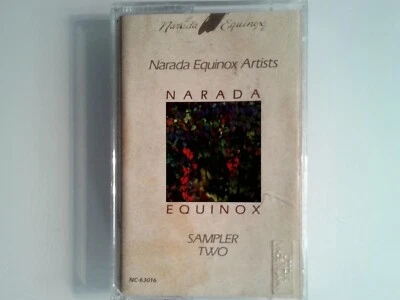 Narada Equinox
Narada Equinox Artists
NARADA
EQUINOX
SAMPLER
TWO
NC-63016